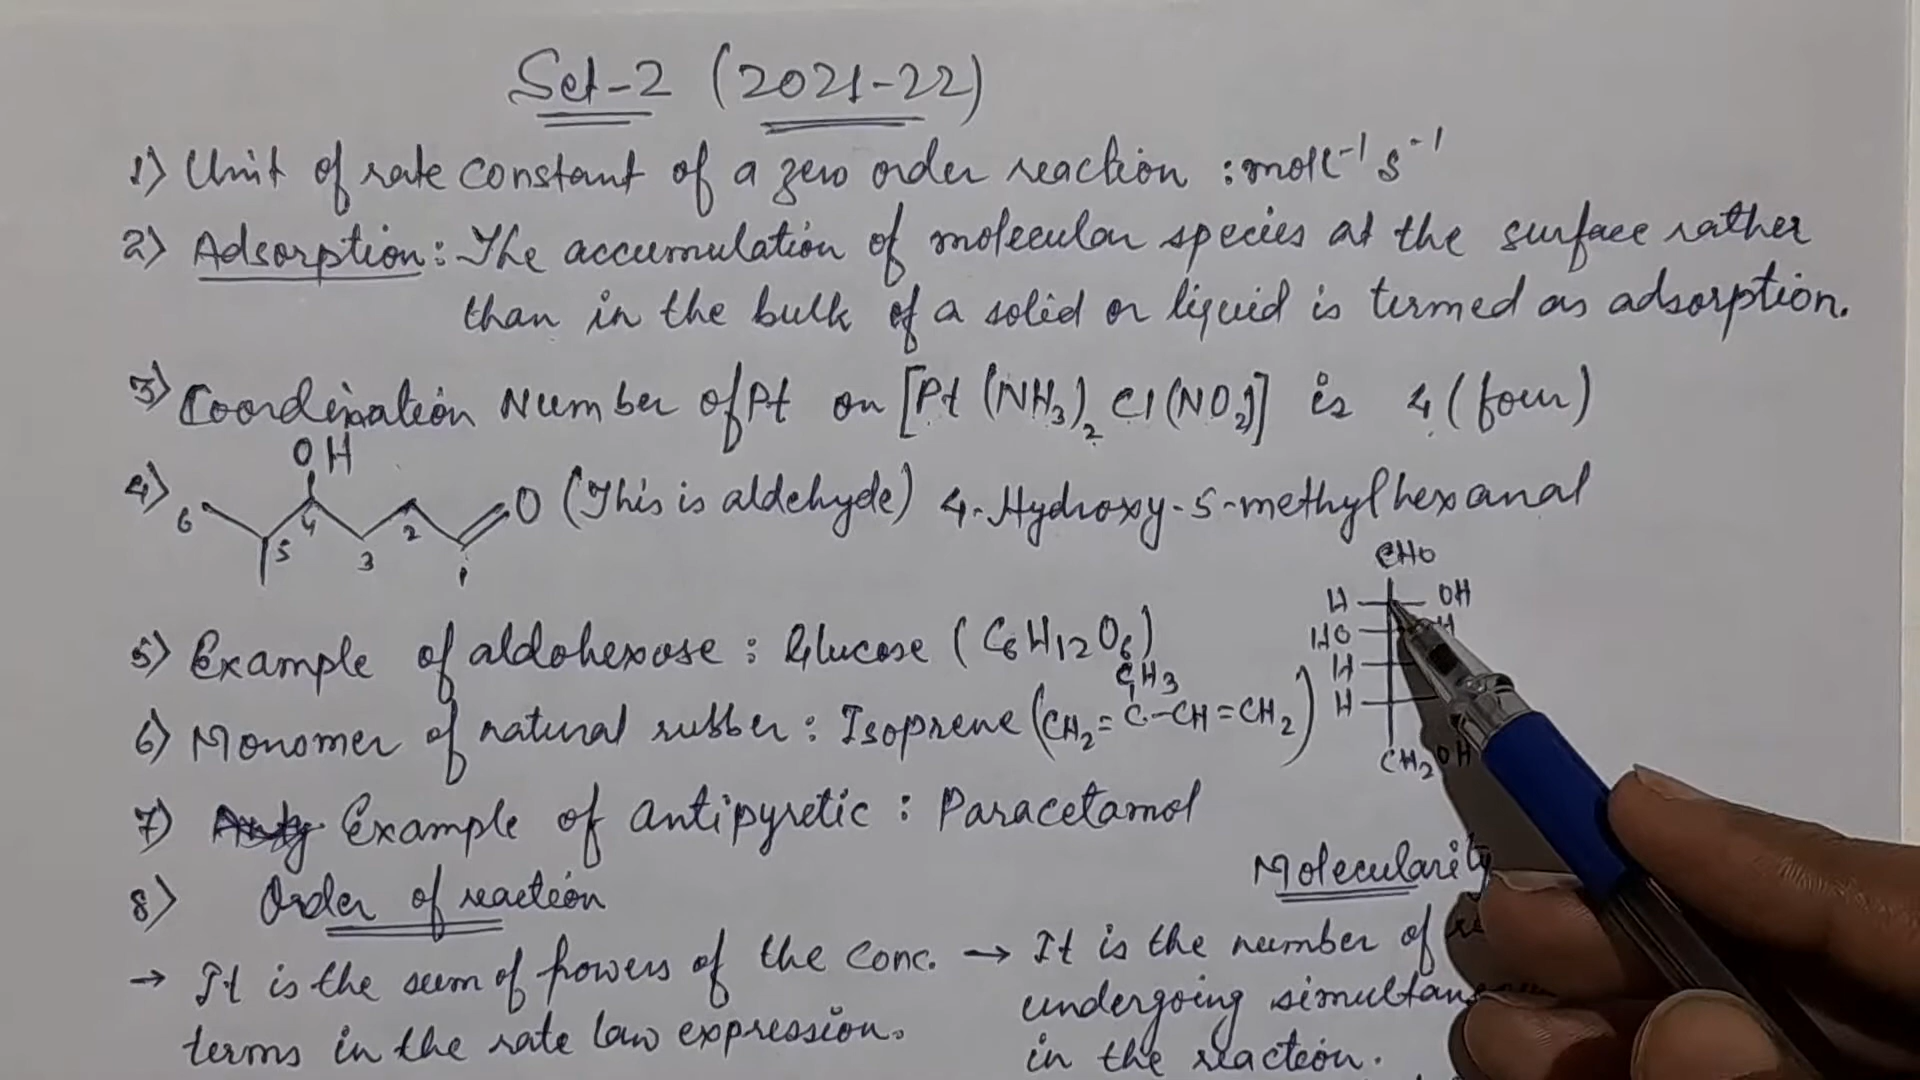 Set-2 (2021-22)
1) Unit of rate constant of a zero order reaction : mol L⁻¹ s⁻¹
2) Adsorption : The accumulation of molecular species at the surface rather
than in the bulk of a solid or liquid is termed as adsorption.
3) Coordination Number of Pt on [Pt (NH₃)₂ Cl (NO₂)] is 4 (four)
OH
4) 6 5 4 3 2 1 O (This is aldehyde) 4-Hydroxy-5-methylhexanal
CHO
H OH
HO H
H
H
CH₂OH
5) Example of aldohexose : Glucose (C₆H₁₂O₆)
CH₃
6) Monomer of natural rubber : Isoprene (CH₂=C-CH=CH₂)
7) Example of antipyretic : Paracetamol
8) Order of reaction
Molecularity
→ It is the sum of powers of the conc.
terms in the rate law expression.
→ It is the number of
undergoing
in the reaction.